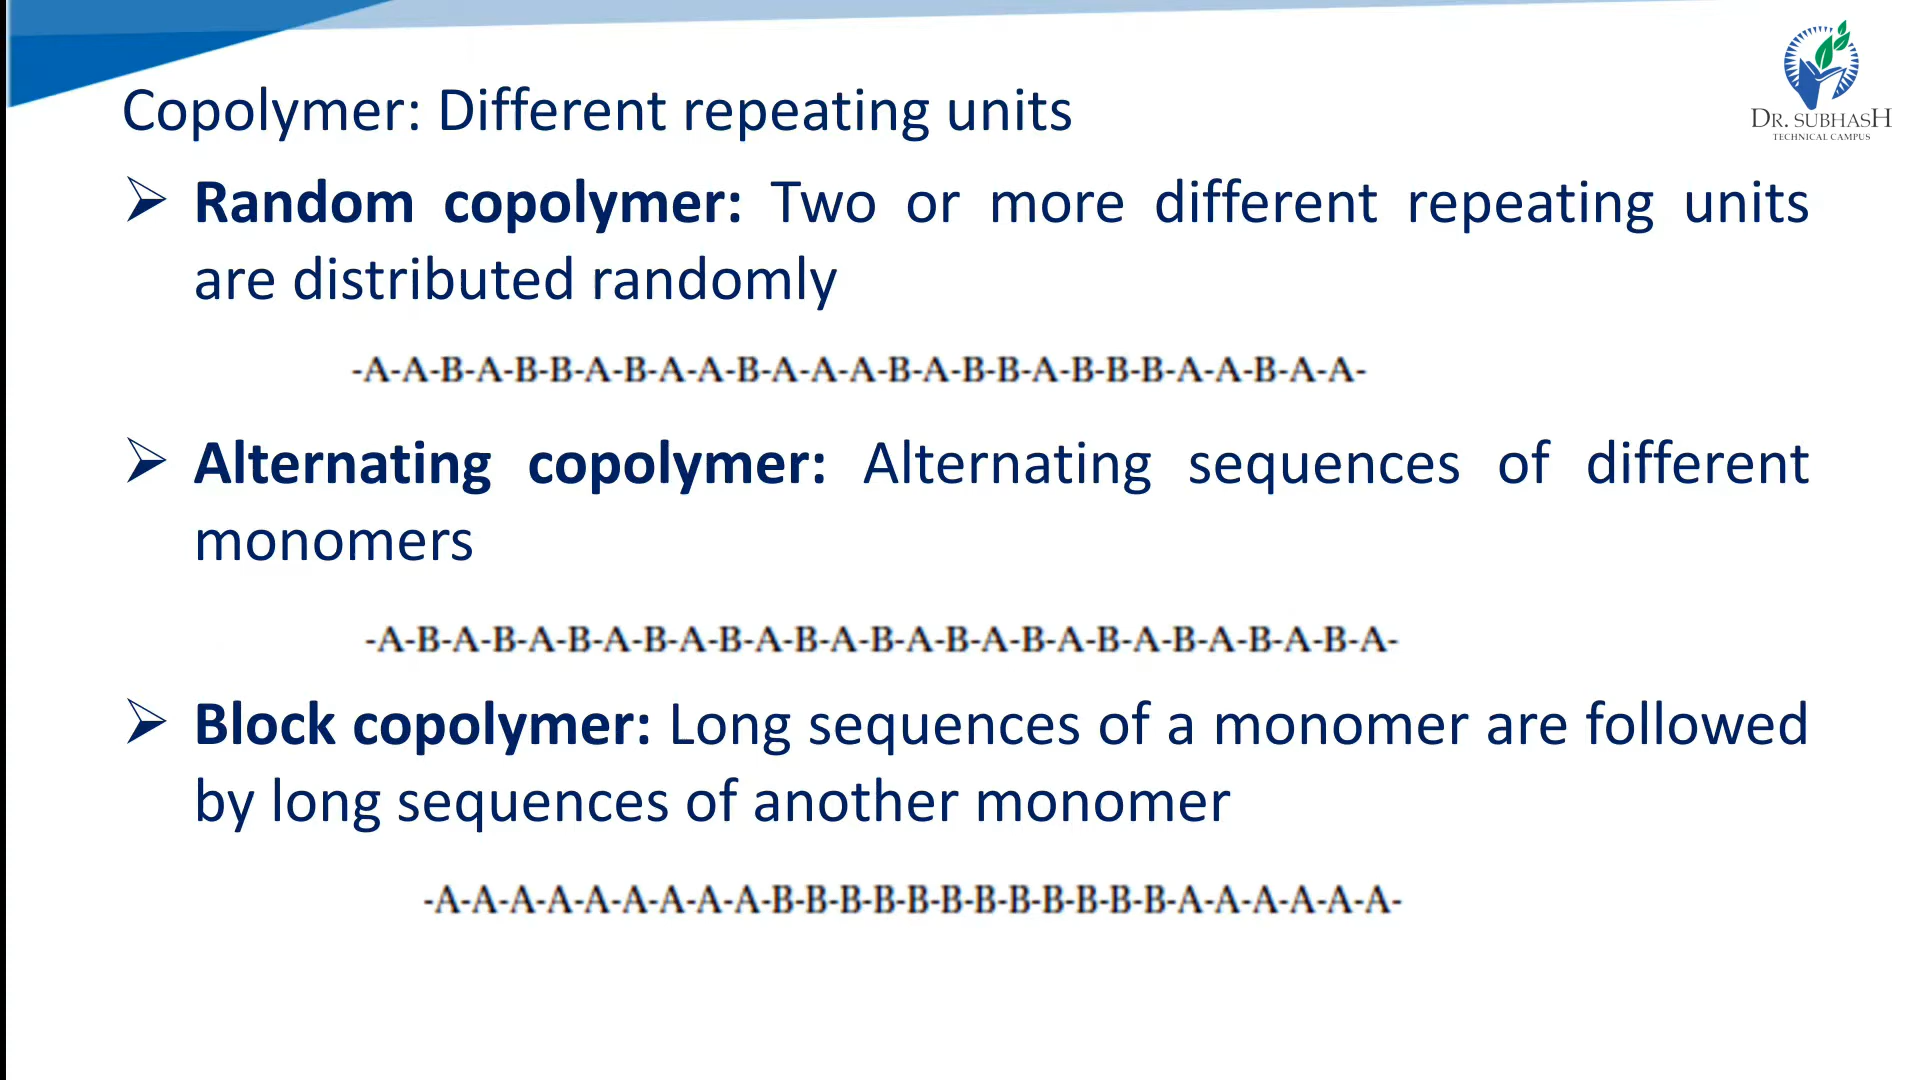 DR. SUBHASH
TECHNICAL CAMPUS
Copolymer: Different repeating units
➢ Random copolymer: Two or more different repeating units
are distributed randomly
-A-A-B-A-B-B-A-B-A-A-B-A-A-A-B-A-B-B-A-B-B-B-A-A-B-A-A-
➢ Alternating copolymer: Alternating sequences of different
monomers
-A-B-A-B-A-B-A-B-A-B-A-B-A-B-A-B-A-B-A-B-A-B-A-B-A-B-A-
➢ Block copolymer: Long sequences of a monomer are followed
by long sequences of another monomer
-A-A-A-A-A-A-A-A-A-B-B-B-B-B-B-B-B-B-B-B-B-A-A-A-A-A-A-